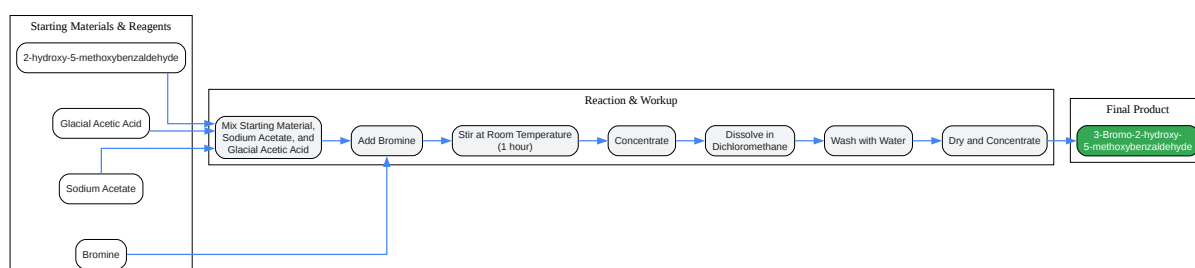 Starting Materials & Reagents
2-hydroxy-5-methoxybenzaldehyde
Glacial Acetic Acid
Sodium Acetate
Bromine
Reaction & Workup
Mix Starting Material,
Sodium Acetate, and
Glacial Acetic Acid
Add Bromine
Stir at Room Temperature
(1 hour)
Concentrate
Dissolve in
Dichloromethane
Wash with Water
Dry and Concentrate
Final Product
3-Bromo-2-hydroxy-
5-methoxybenzaldehyde